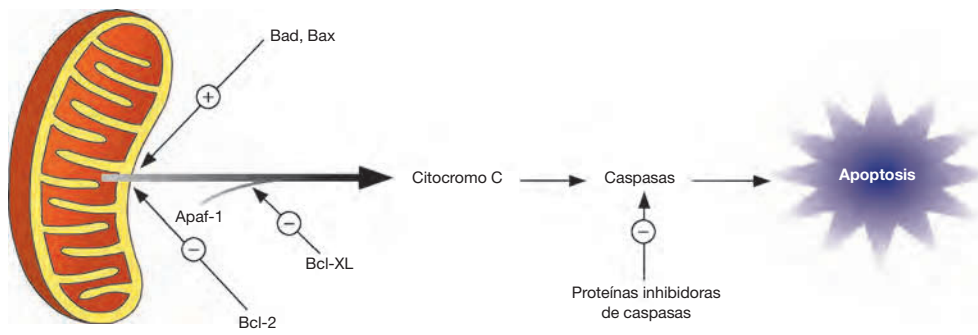 Bad, Bax
+
Citocromo C
Caspasas
Apoptosis
Apaf-1
−
Bcl-XL
−
Bcl-2
−
Proteínas inhibidoras
de caspasas